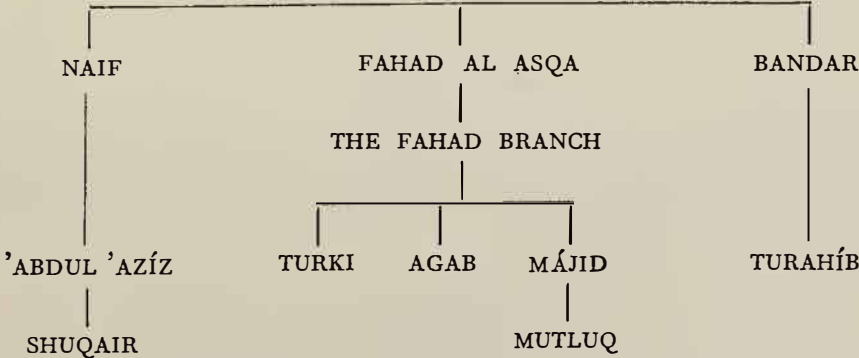 NAIF FAHAD AL ASQA BANDAR
THE FAHAD BRANCH
'ABDUL 'AZÍZ TURKI AGAB MÁJID TURAHÍB
SHUQAIR MUTLUQ